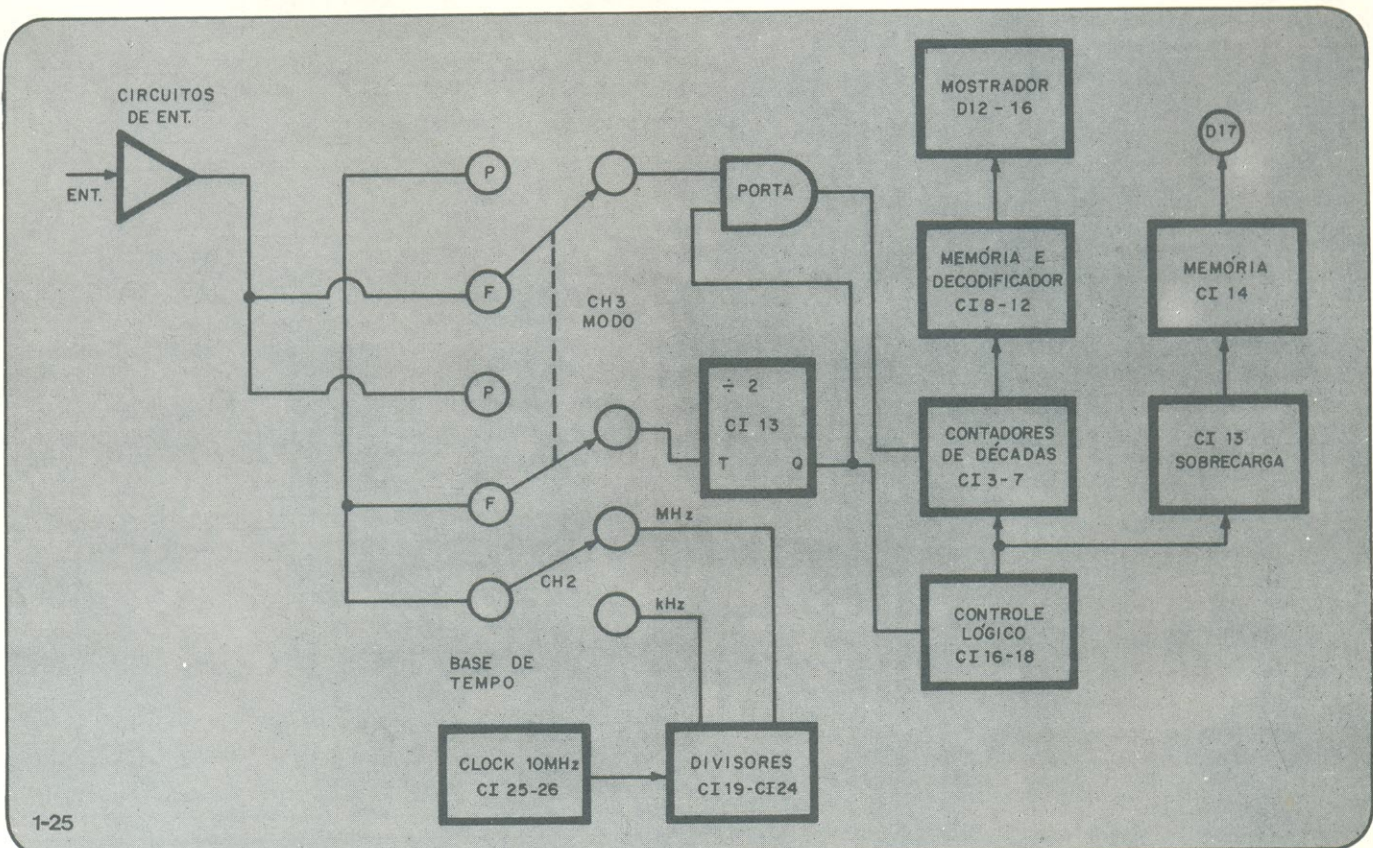 CIRCUITOS
DE ENT.
ENT.
P
F
P
F
CH3
MODO
PORTA
÷ 2
CI 13
T Q
MOSTRADOR
D12 - 16
D17
MEMÓRIA E
DECODIFICADOR
CI 8-12
MEMÓRIA
CI 14
CONTADORES
DE DÉCADAS
CI 3-7
CI 13
SOBRECARGA
MHz
CH2
kHz
CONTROLE
LÓGICO
CI 16-18
BASE DE
TEMPO
CLOCK 10MHz
CI 25-26
DIVISORES
CI 19-CI24
1-25